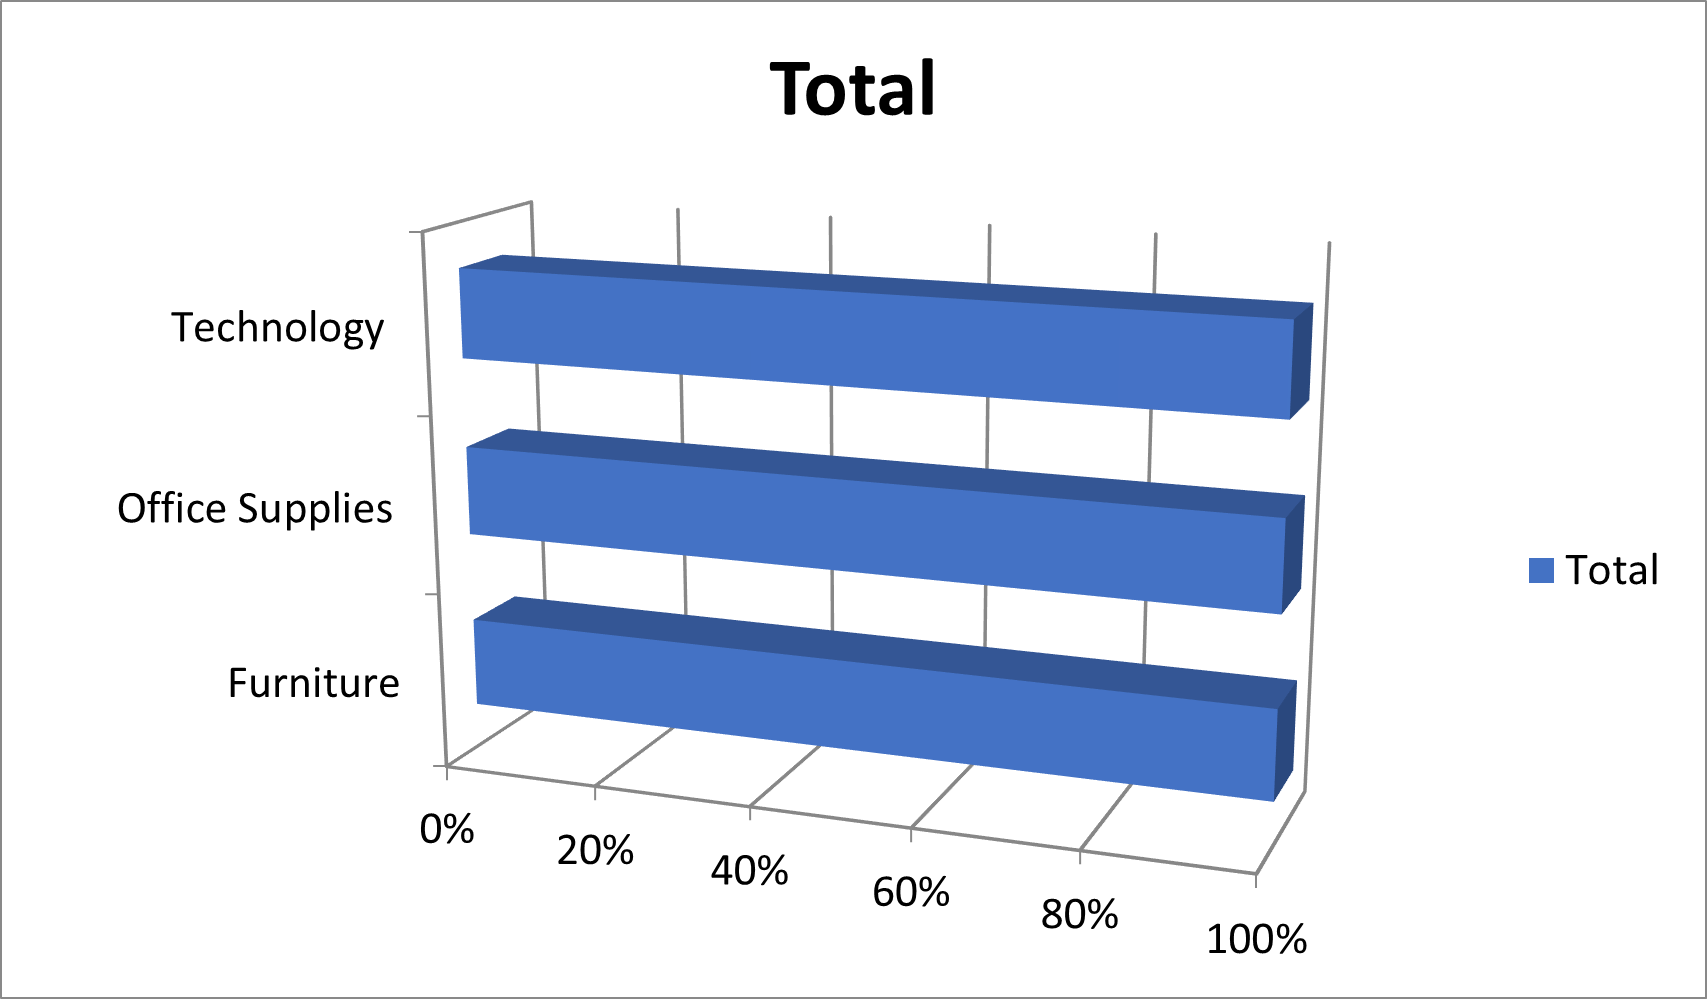 Total
Technology
Office Supplies
Furniture
Total
0%
20%
40%
60%
80%
100%